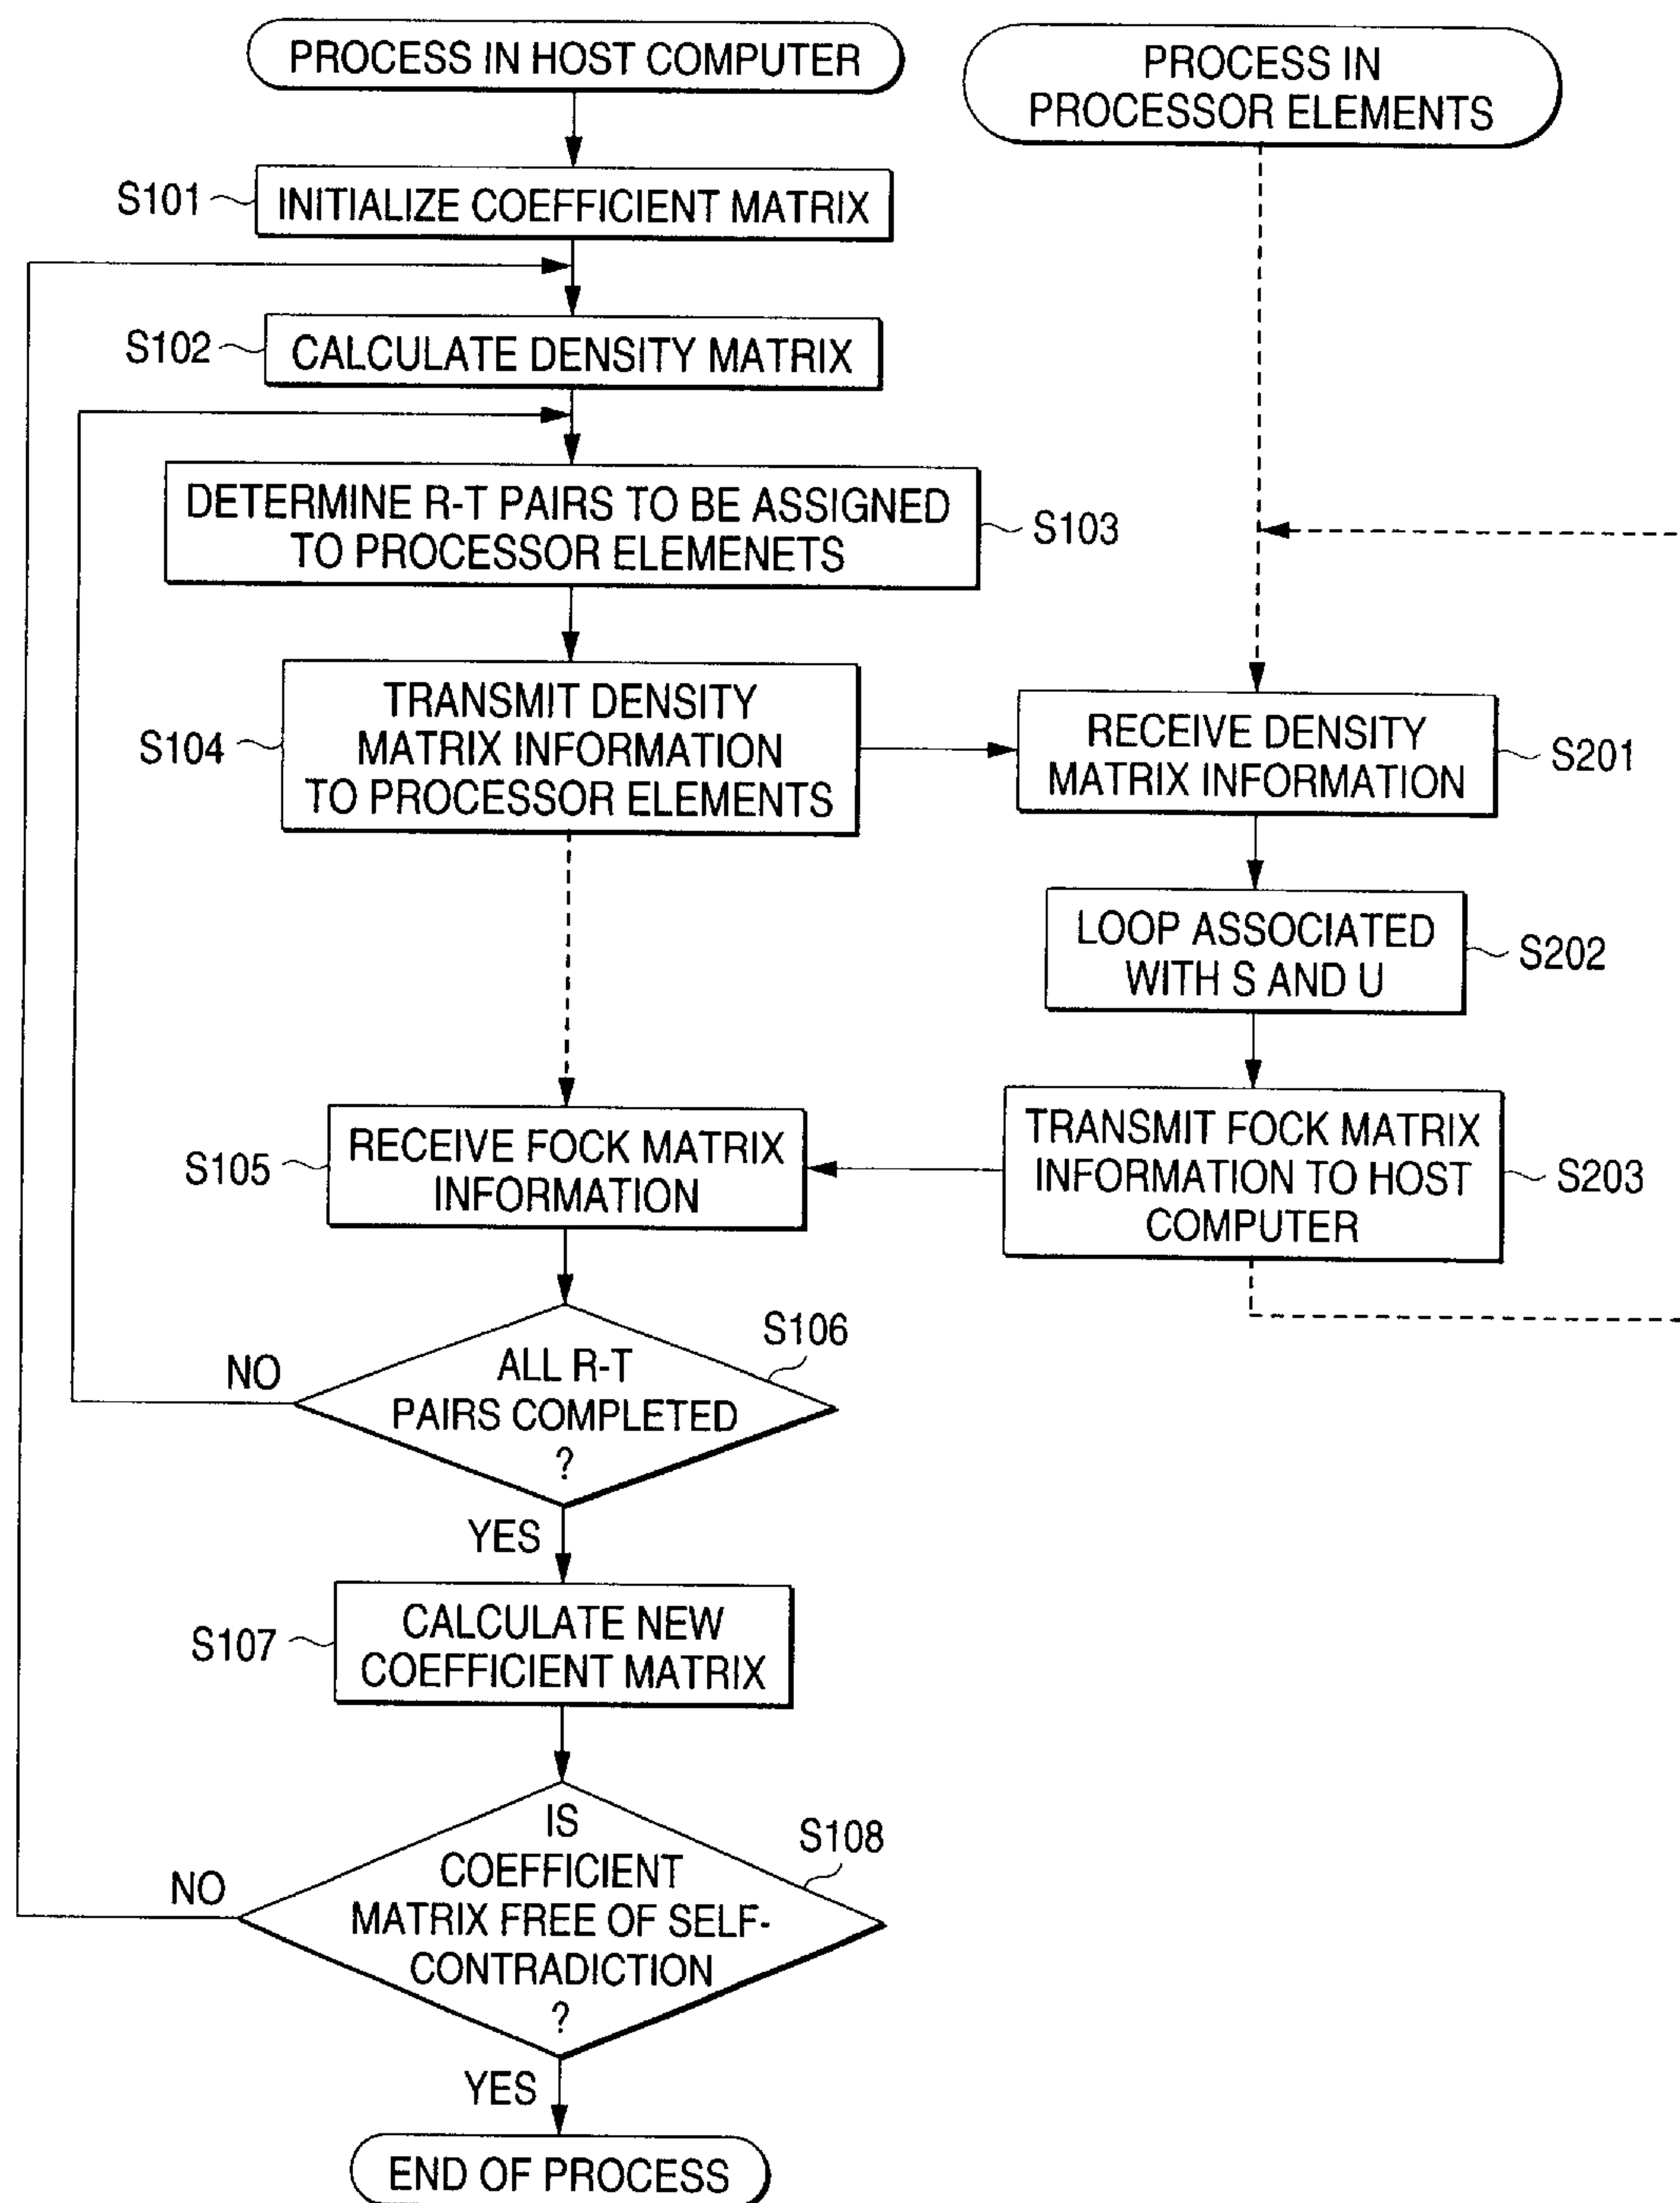 PROCESS IN HOST COMPUTER
PROCESS IN
PROCESSOR ELEMENTS
S101
INITIALIZE COEFFICIENT MATRIX
S102
CALCULATE DENSITY MATRIX
DETERMINE R-T PAIRS TO BE ASSIGNED
TO PROCESSOR ELEMENETS
S103
S104
TRANSMIT DENSITY
MATRIX INFORMATION
TO PROCESSOR ELEMENTS
RECEIVE DENSITY
MATRIX INFORMATION
S201
LOOP ASSOCIATED
WITH S AND U
S202
S105
RECEIVE FOCK MATRIX
INFORMATION
TRANSMIT FOCK MATRIX
INFORMATION TO HOST
COMPUTER
S203
S106
NO
ALL R-T
PAIRS COMPLETED
?
YES
S107
CALCULATE NEW
COEFFICIENT MATRIX
S108
NO
IS
COEFFICIENT
MATRIX FREE OF SELF-
CONTRADICTION
?
YES
END OF PROCESS